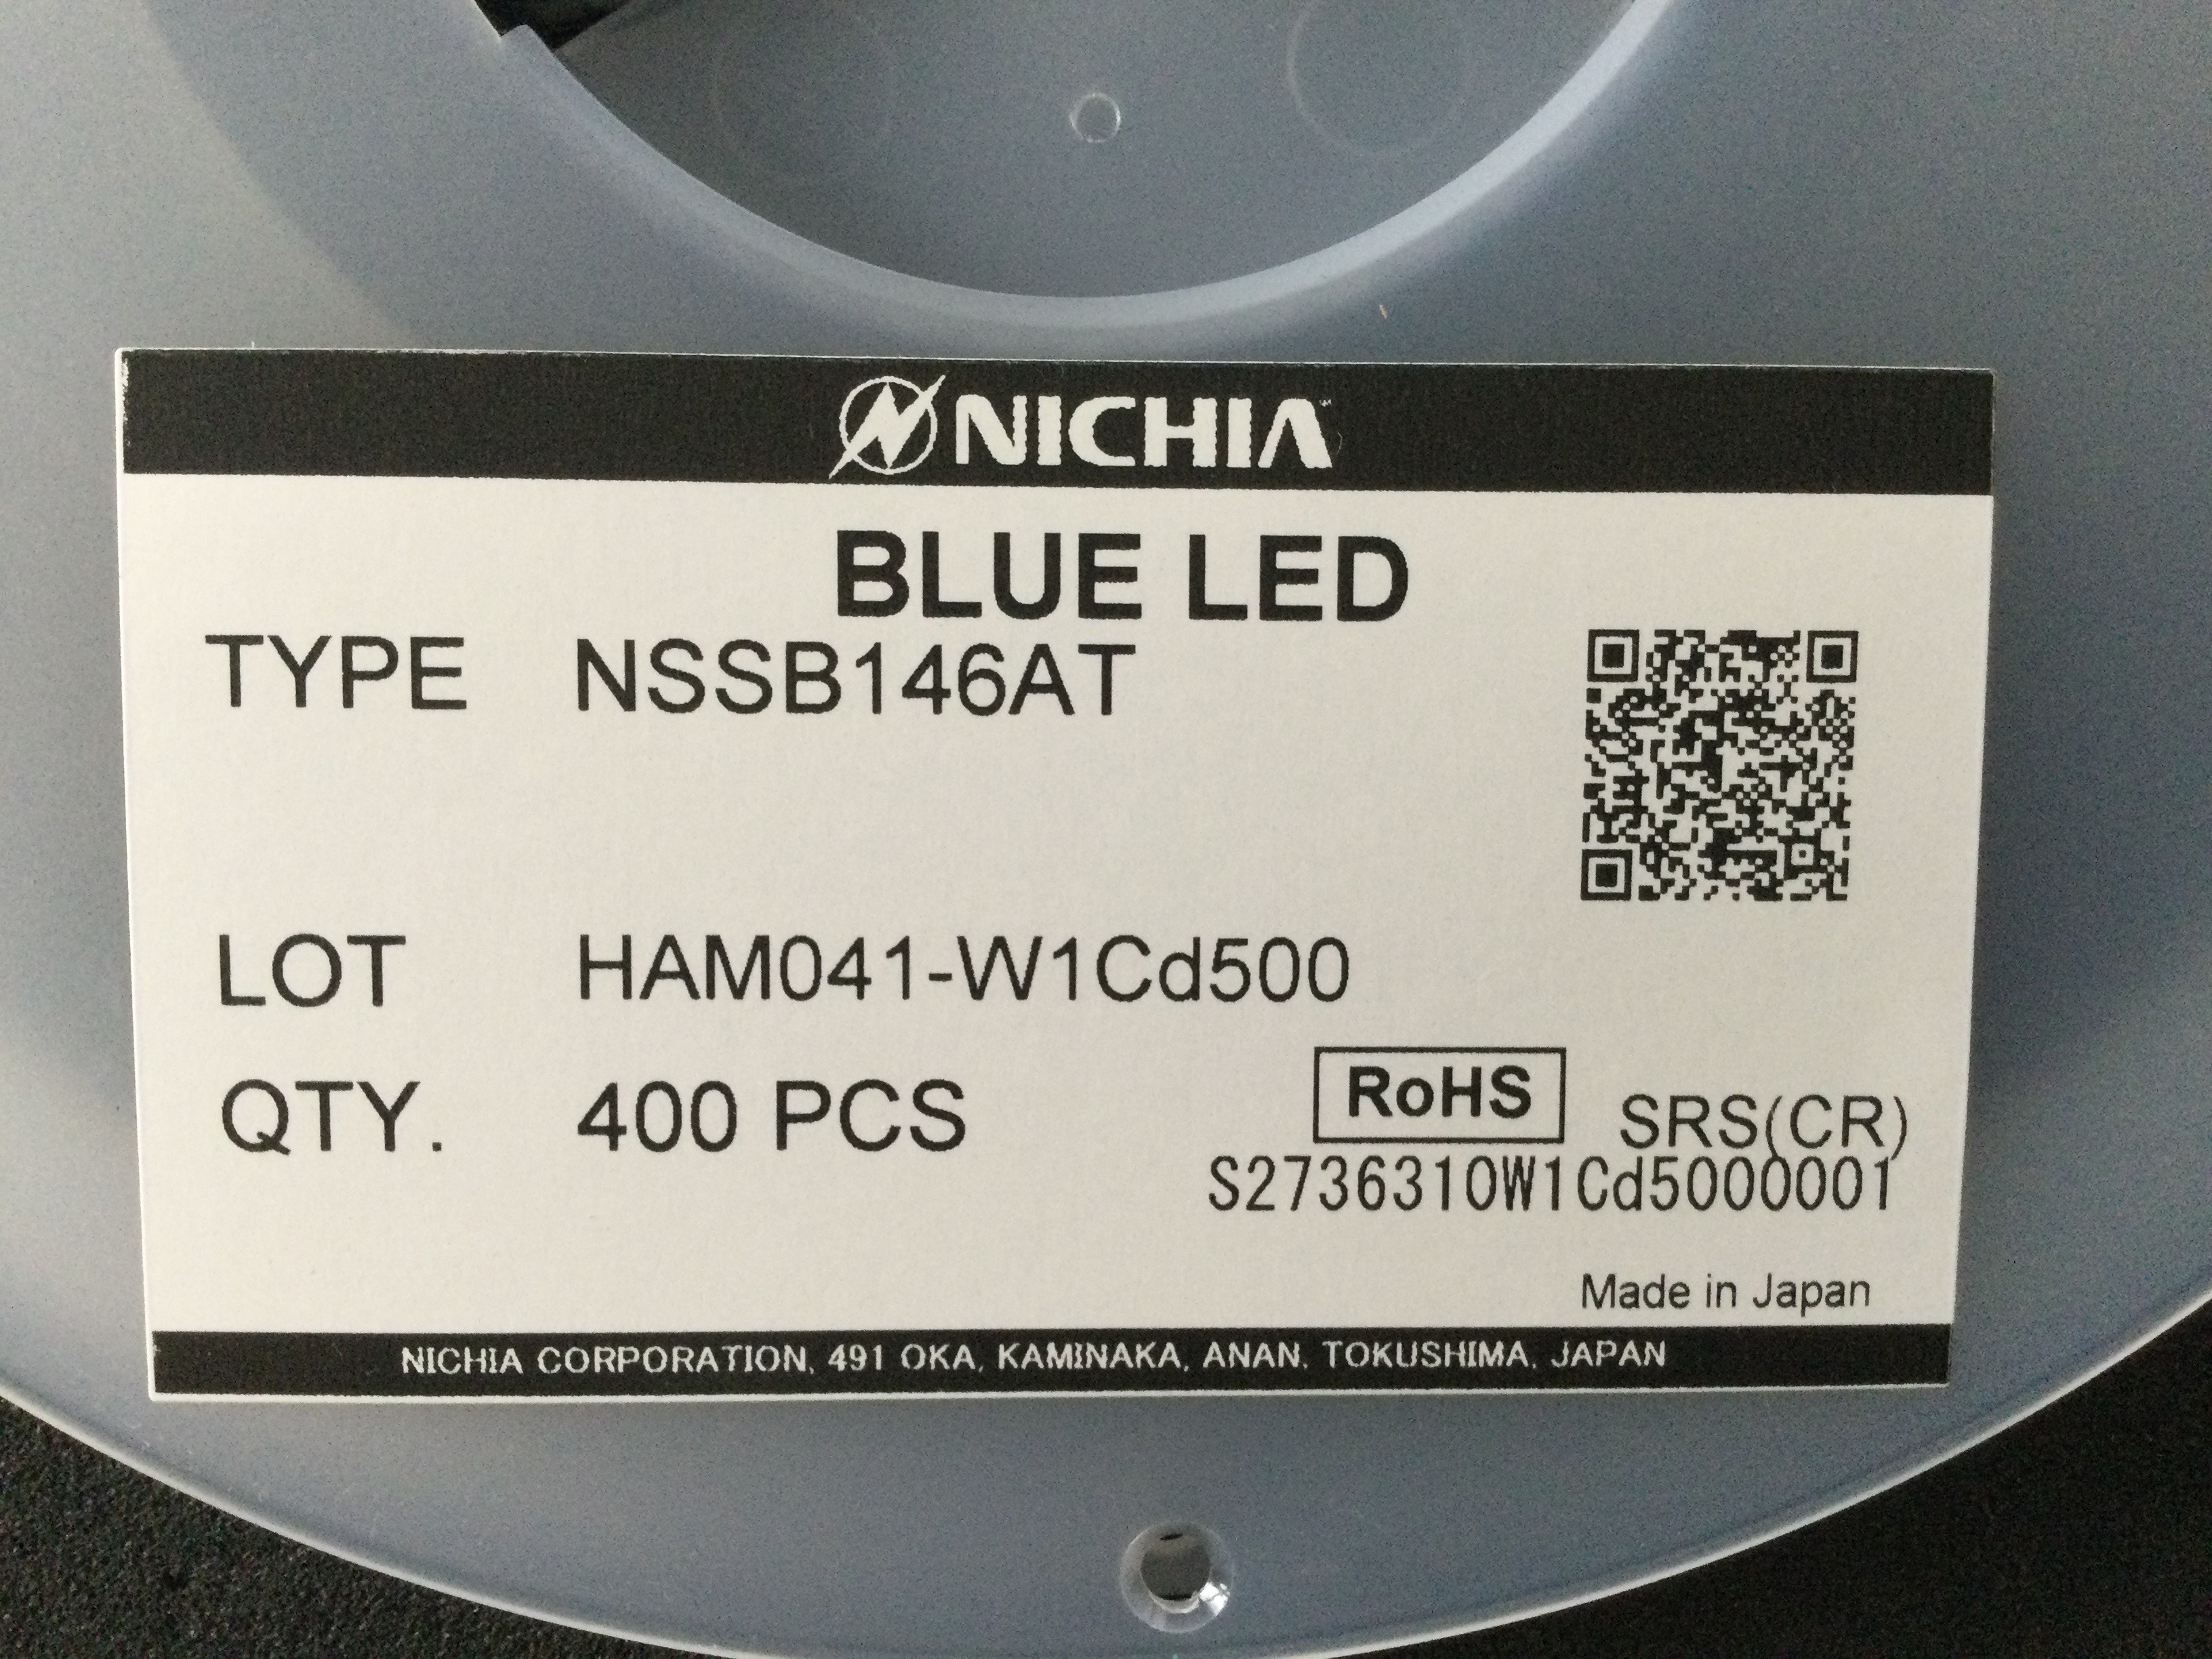 NICHIA
BLUE LED
TYPE NSSB146AT
LOT HAM041-W1Cd500
QTY. 400 PCS
RoHS SRS(CR)
S2736310W1Cd5000001
Made in Japan
NICHIA CORPORATION, 491 OKA, KAMINAKA, ANAN, TOKUSHIMA, JAPAN